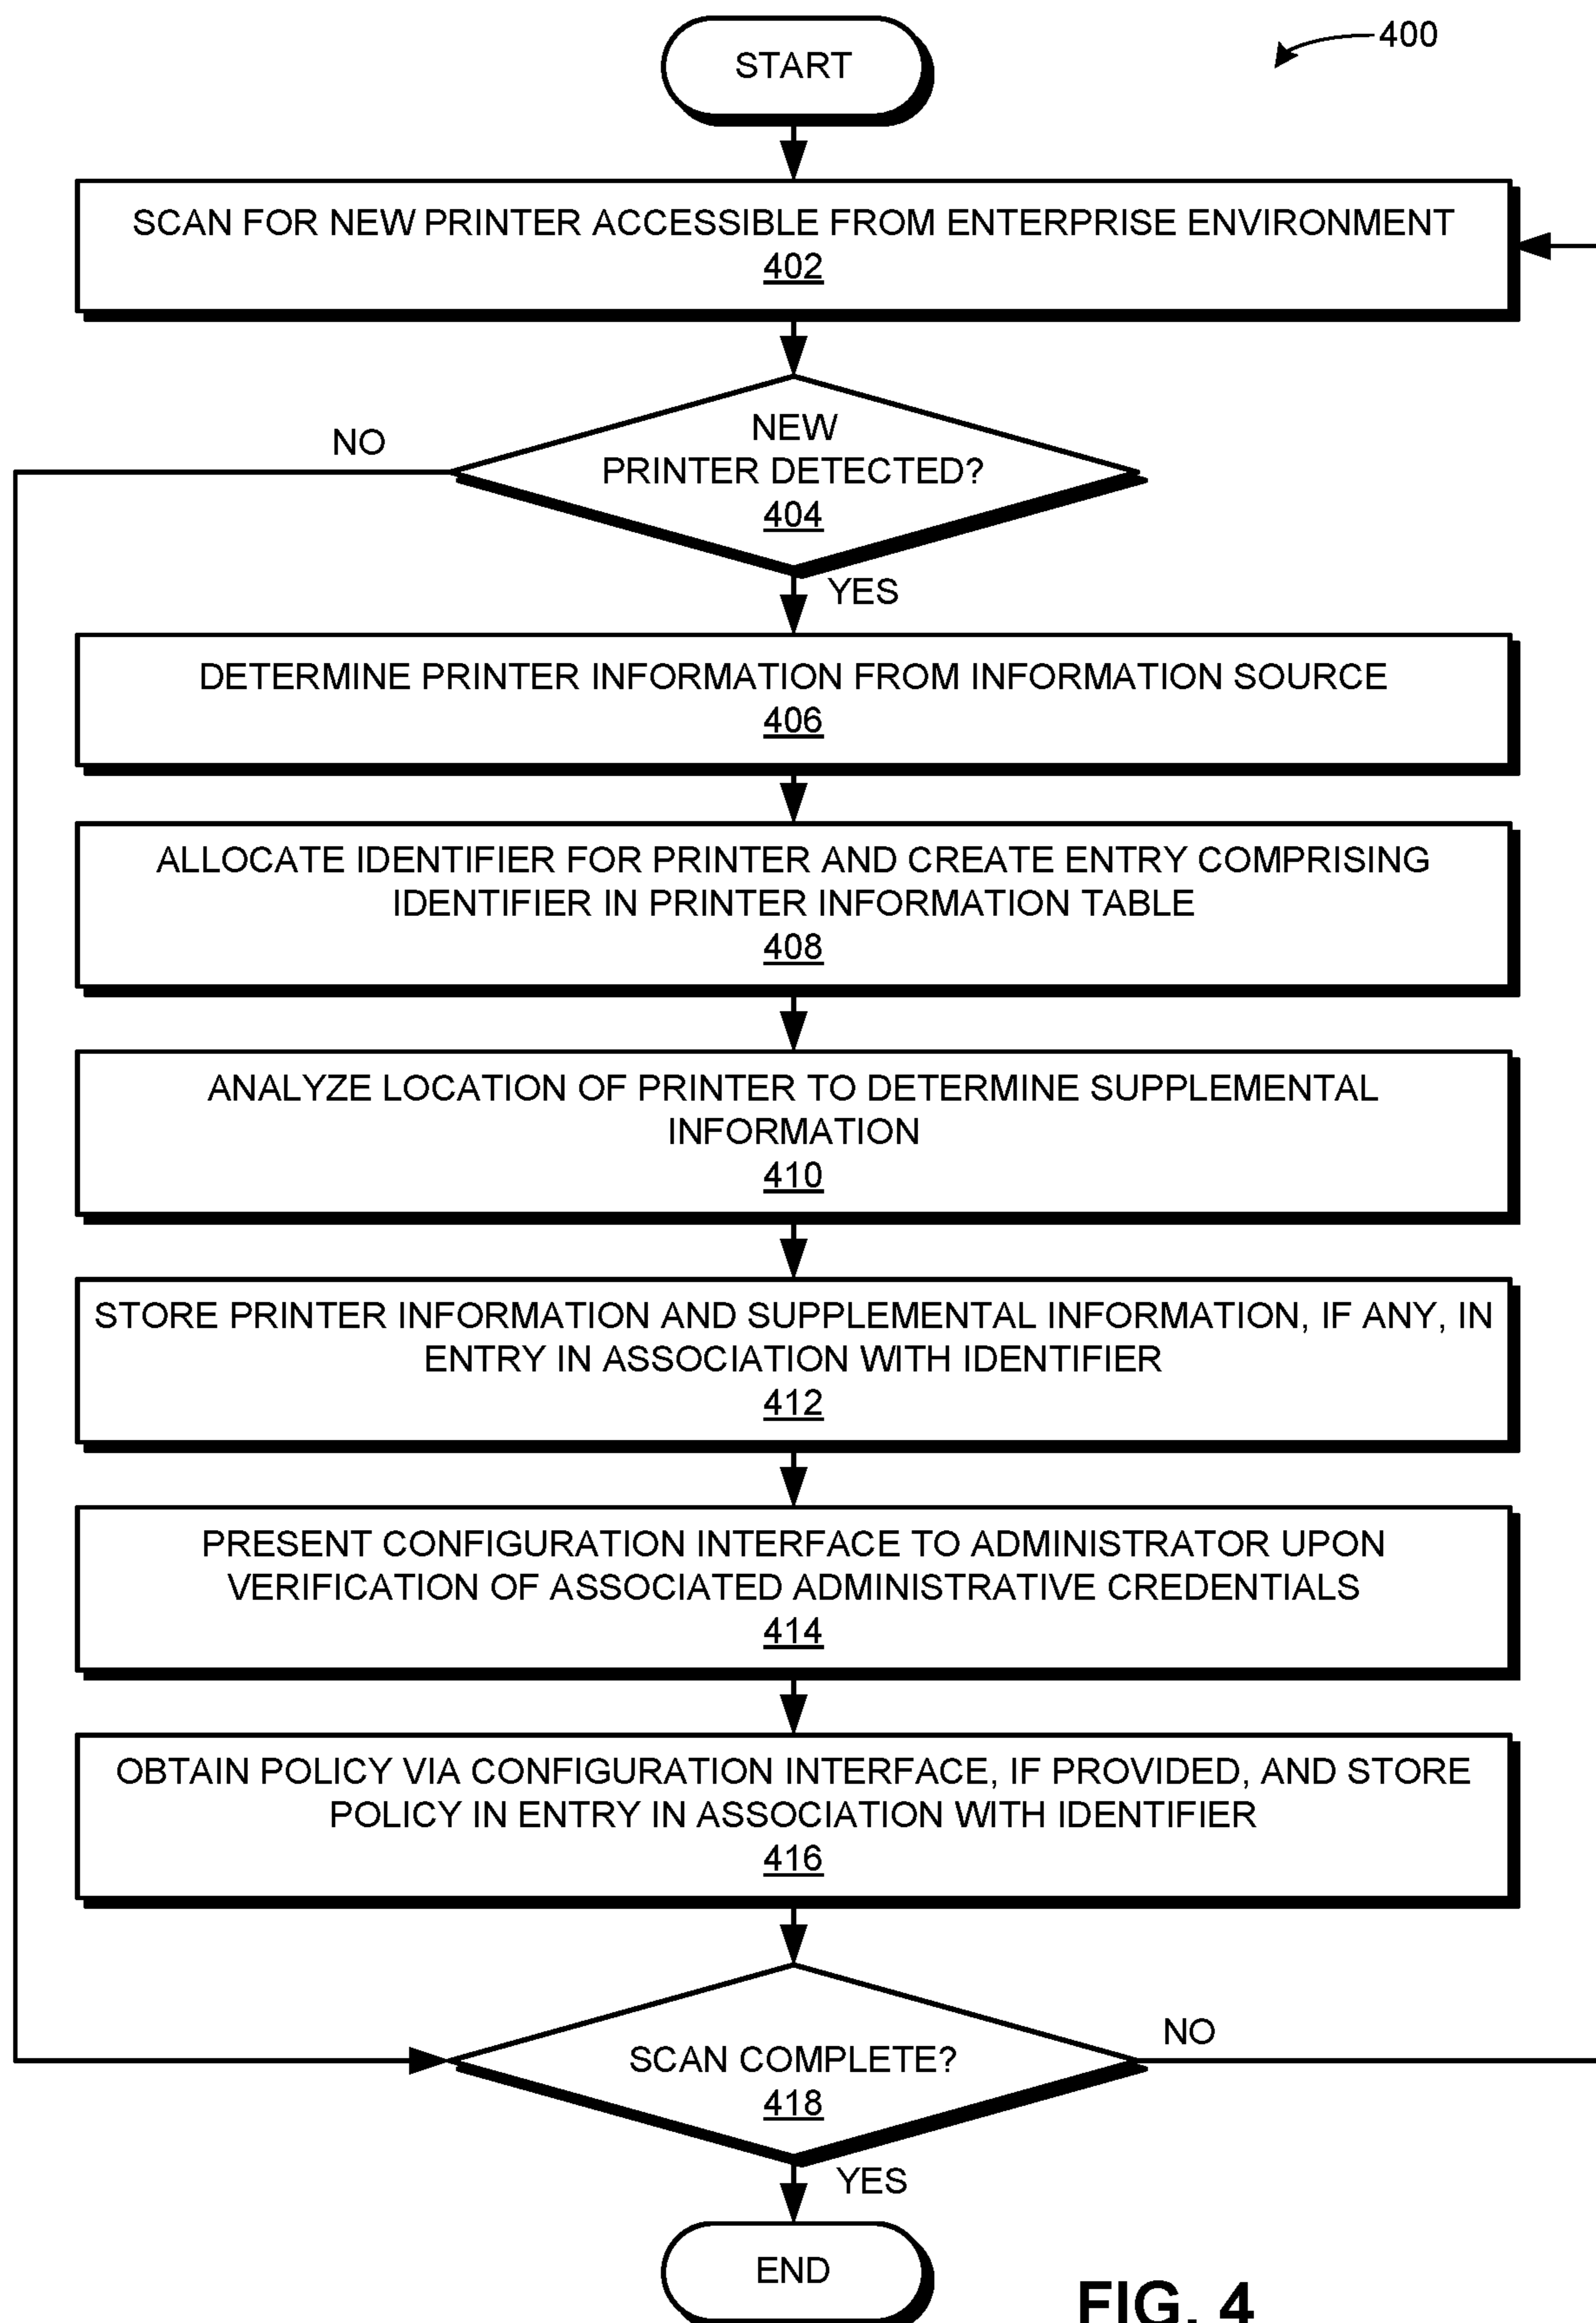 START
400
SCAN FOR NEW PRINTER ACCESSIBLE FROM ENTERPRISE ENVIRONMENT
402
NEW
PRINTER DETECTED?
404
NO
YES
DETERMINE PRINTER INFORMATION FROM INFORMATION SOURCE
406
ALLOCATE IDENTIFIER FOR PRINTER AND CREATE ENTRY COMPRISING
IDENTIFIER IN PRINTER INFORMATION TABLE
408
ANALYZE LOCATION OF PRINTER TO DETERMINE SUPPLEMENTAL
INFORMATION
410
STORE PRINTER INFORMATION AND SUPPLEMENTAL INFORMATION, IF ANY, IN
ENTRY IN ASSOCIATION WITH IDENTIFIER
412
PRESENT CONFIGURATION INTERFACE TO ADMINISTRATOR UPON
VERIFICATION OF ASSOCIATED ADMINISTRATIVE CREDENTIALS
414
OBTAIN POLICY VIA CONFIGURATION INTERFACE, IF PROVIDED, AND STORE
POLICY IN ENTRY IN ASSOCIATION WITH IDENTIFIER
416
SCAN COMPLETE?
418
NO
YES
END
FIG. 4